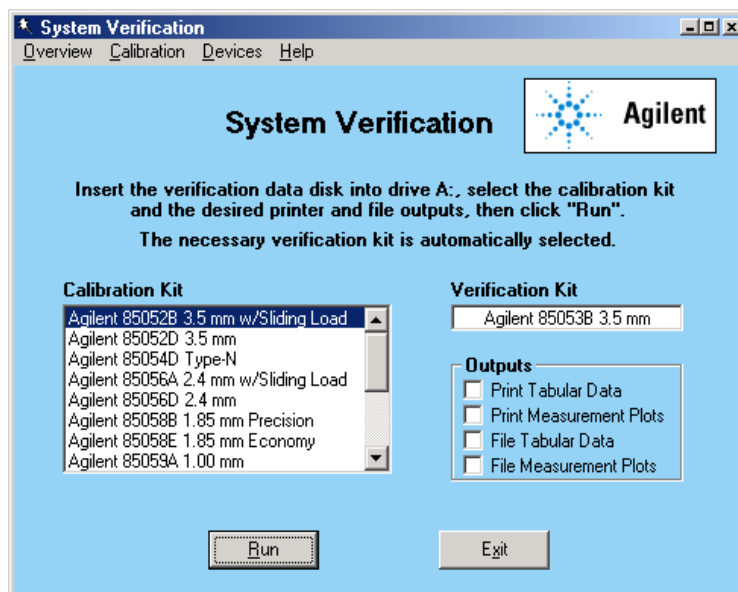 System Verification
Overview Calibration Devices Help
System Verification
Agilent
Insert the verification data disk into drive A:, select the calibration kit
and the desired printer and file outputs, then click "Run".
The necessary verification kit is automatically selected.
Calibration Kit
Agilent 85052B 3.5 mm w/Sliding Load
Agilent 85052D 3.5 mm
Agilent 85054D Type-N
Agilent 85056A 2.4 mm w/Sliding Load
Agilent 85056D 2.4 mm
Agilent 85058B 1.85 mm Precision
Agilent 85058E 1.85 mm Economy
Agilent 85059A 1.00 mm
Verification Kit
Agilent 85053B 3.5 mm
Outputs
Print Tabular Data
Print Measurement Plots
File Tabular Data
File Measurement Plots
Run
Exit